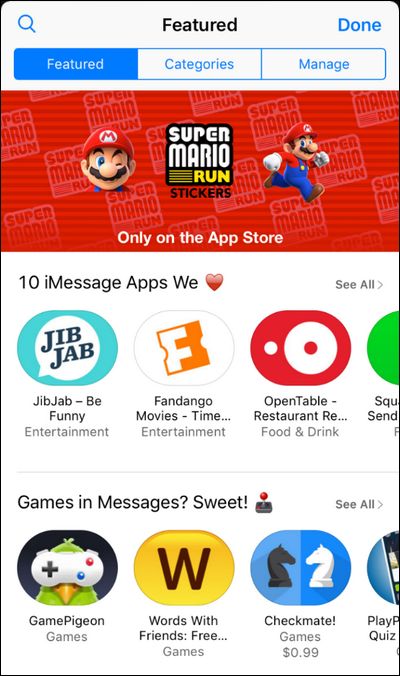 Featured
Done
Featured
Categories
Manage
SUPER
MARIO
RUN
STICKERS
Only on the App Store
10 iMessage Apps We ❤️
See All >
JIB
JAB
JibJab – Be
Funny
Entertainment
Fandango
Movies - Time...
Entertainment
OpenTable -
Restaurant Re...
Food & Drink
Squa
Send
F
Games in Messages? Sweet! 🕹️
See All >
GamePigeon
Games
W
Words With
Friends: Free...
Games
Checkmate!
Games
$0.99
PlayP
Quiz